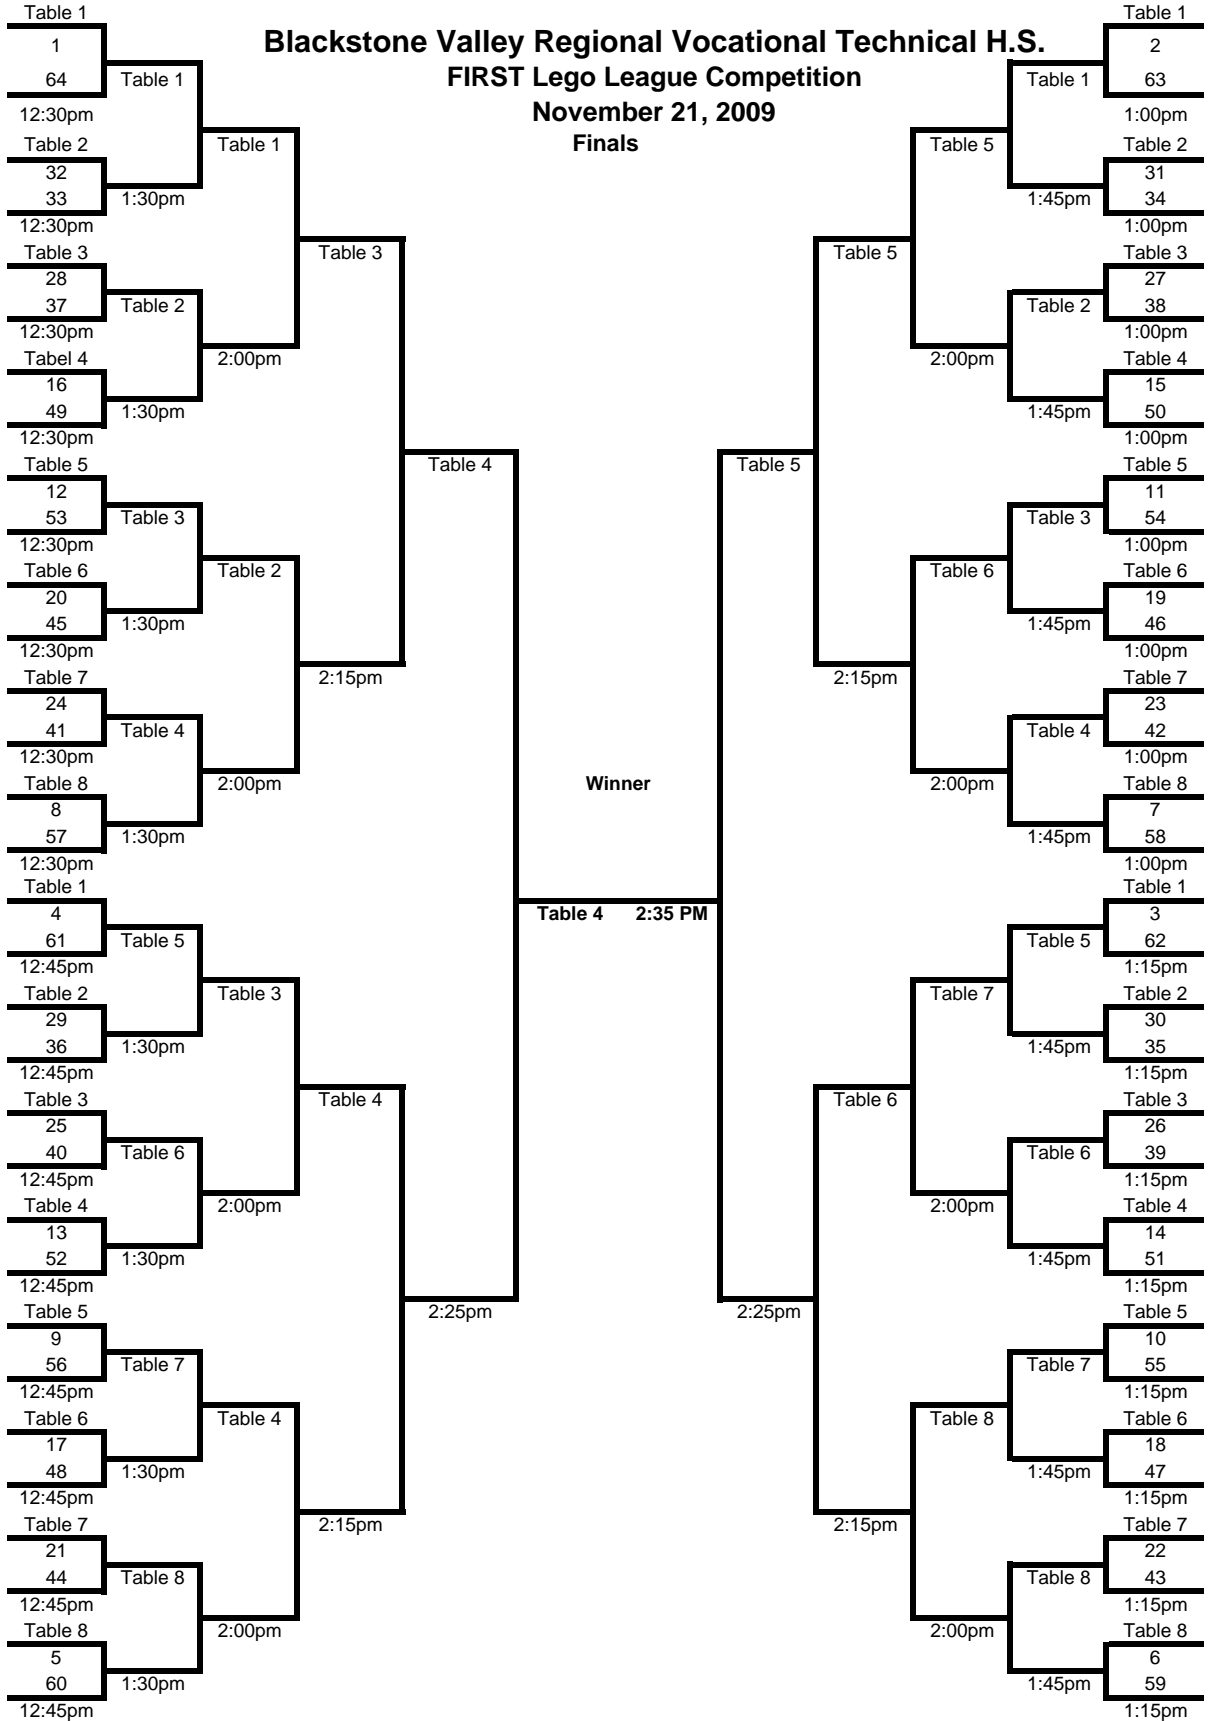 Table 1 Table 1
Blackstone Valley Regional Vocational Technical H.S.
1 2
FIRST Lego League Competition
64 Table 1 Table 1 63
November 21, 2009
12:30pm 1:00pm
Table 2 Table 1 Finals Table 5 Table 2
32 31
33 1:30pm 1:45pm 34
12:30pm 1:00pm
Table 3 Table 3 Table 5 Table 3
28 27
37 Table 2 Table 2 38
12:30pm 1:00pm
Tabel 4 2:00pm 2:00pm Table 4
16 15
49 1:30pm 1:45pm 50
12:30pm 1:00pm
Table 5 Table 4 Table 5 Table 5
12 11
53 Table 3 Table 3 54
12:30pm 1:00pm
Table 6 Table 2 Table 6 Table 6
20 19
45 1:30pm 1:45pm 46
12:30pm 1:00pm
Table 7 2:15pm 2:15pm Table 7
24 23
41 Table 4 Table 4 42
12:30pm 1:00pm
Table 8 2:00pm Winner 2:00pm Table 8
8 7
57 1:30pm 1:45pm 58
12:30pm 1:00pm
Table 1 Table 1
4 Table 4 2:35 PM 3
61 Table 5 Table 5 62
12:45pm 1:15pm
Table 2 Table 3 Table 7 Table 2
29 30
36 1:30pm 1:45pm 35
12:45pm 1:15pm
Table 3 Table 4 Table 6 Table 3
25 26
40 Table 6 Table 6 39
12:45pm 1:15pm
Table 4 2:00pm 2:00pm Table 4
13 14
52 1:30pm 1:45pm 51
12:45pm 1:15pm
Table 5 2:25pm 2:25pm Table 5
9 10
56 Table 7 Table 7 55
12:45pm 1:15pm
Table 6 Table 4 Table 8 Table 6
17 18
48 1:30pm 1:45pm 47
12:45pm 1:15pm
Table 7 2:15pm 2:15pm Table 7
21 22
44 Table 8 Table 8 43
12:45pm 1:15pm
Table 8 2:00pm 2:00pm Table 8
5 6
60 1:30pm 1:45pm 59
12:45pm 1:15pm